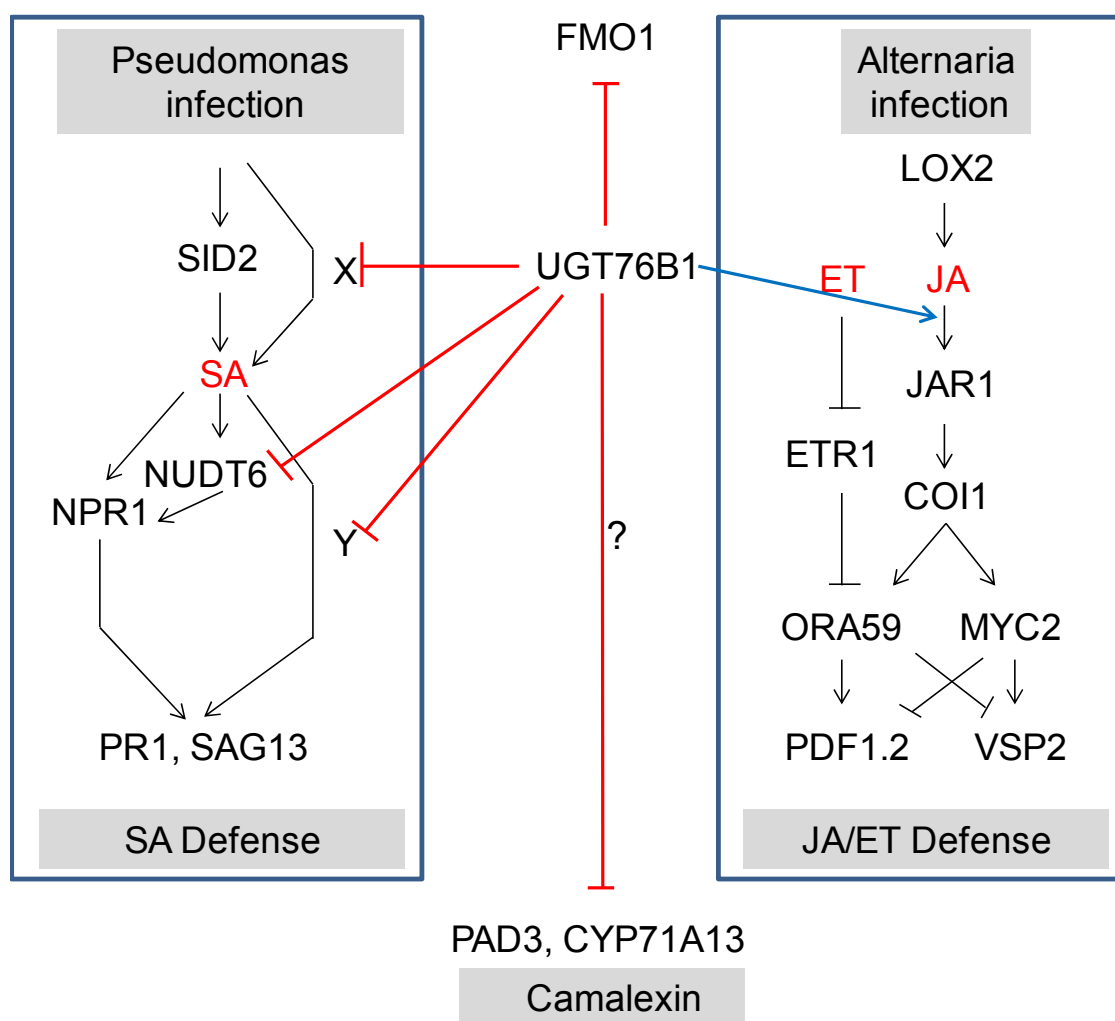 Pseudomonas
infection
SID2
X
SA
NUDT6
NPR1
Y
PR1, SAG13
SA Defense
FMO1
UGT76B1
?
PAD3, CYP71A13
Camalexin
Alternaria
infection
LOX2
ET JA
JAR1
ETR1
COI1
ORA59 MYC2
PDF1.2 VSP2
JA/ET Defense